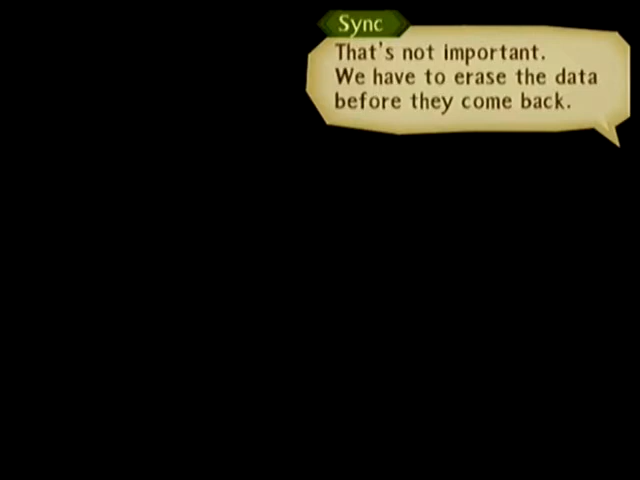 Sync
That's not important.
We have to erase the data
before they come back.